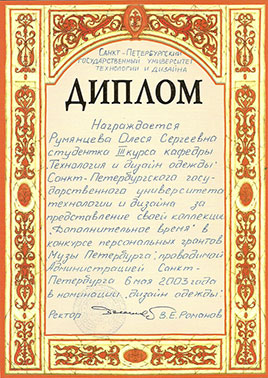 Санкт-Петербургский
государственный университет
технологии и дизайна
ДИПЛОМ
Награждается
Румянцева Олеся Сергеевна
студентка III курса кафедры
технология и дизайн одежды
Санкт-Петербургского госу-
дарственного университета
технологии и дизайна за
представление своей коллекции
"Дополнительное время" в
конкурсе персональных грантов
Музы Петербурга, проводимой
Администрацией Санкт-
Петербурга 6 мая 2003 года
в номинации "дизайн одежды".
Ректор В.Е. Романов